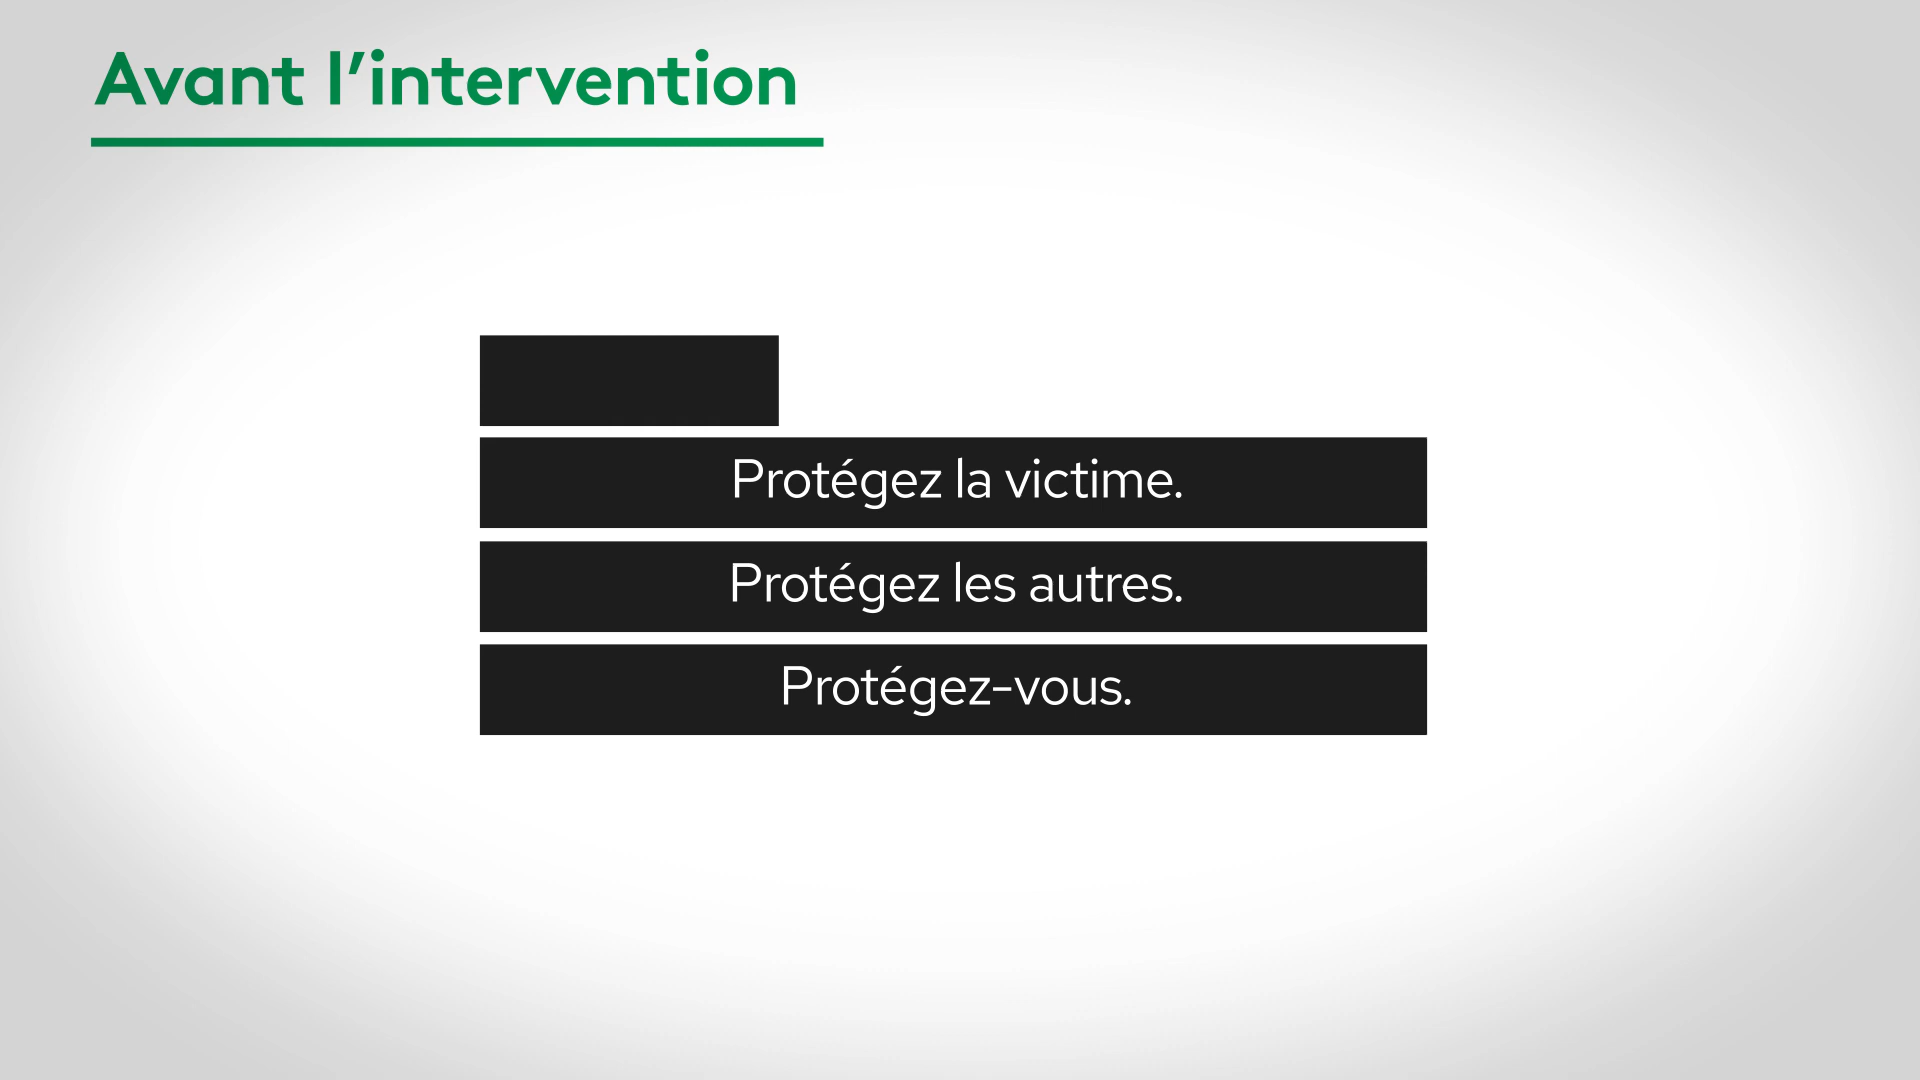 Avant l’intervention
Protégez la victime.
Protégez les autres.
Protégez-vous.